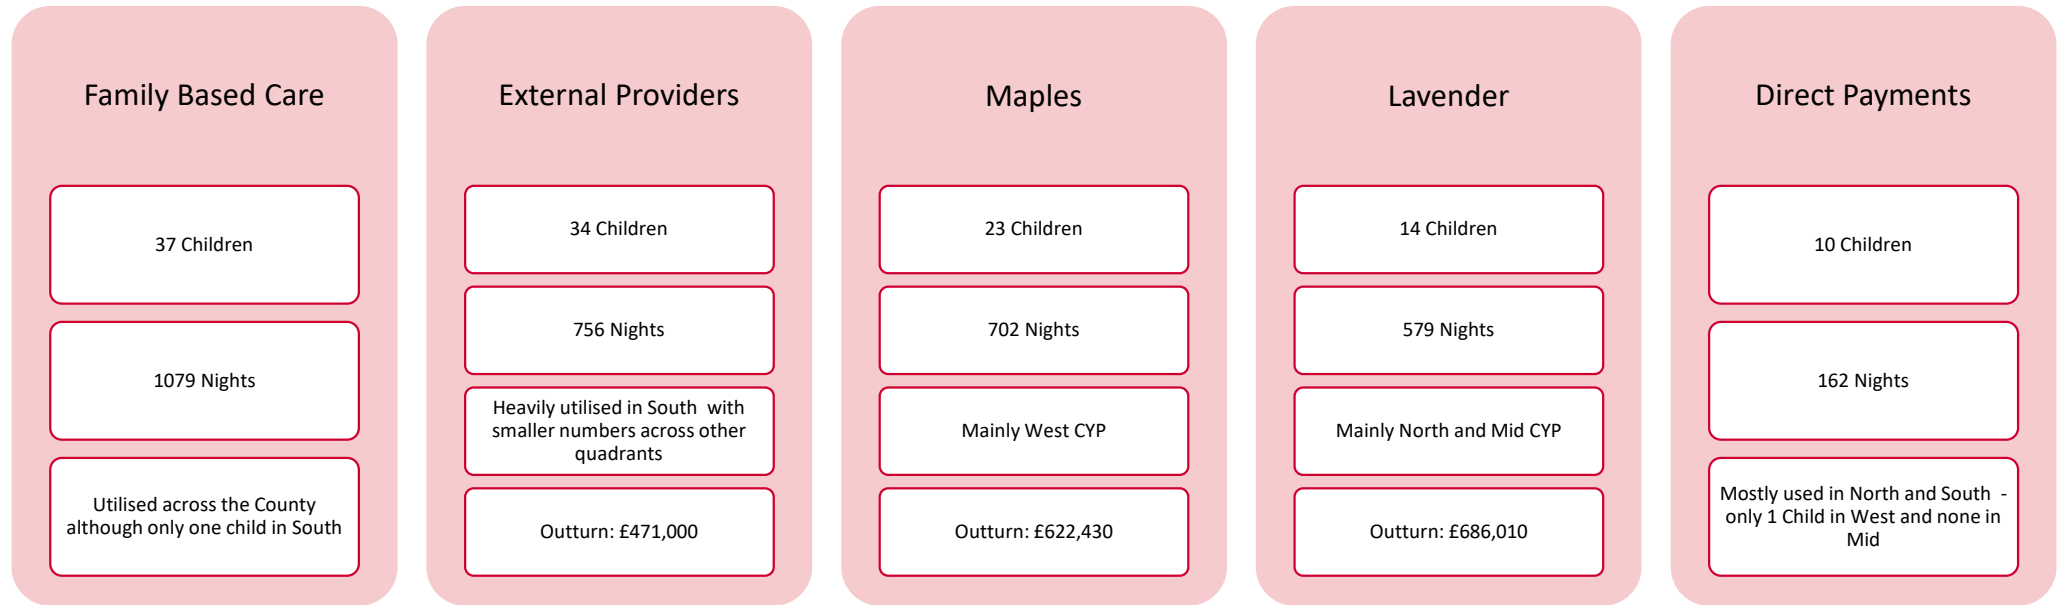 Family Based Care
37 Children
1079 Nights
Utilised across the County
although only one child in South
External Providers
34 Children
756 Nights
Heavily utilised in South  with
smaller numbers across other
quadrants
Outturn: £471,000
Maples
23 Children
702 Nights
Mainly West CYP
Outturn: £622,430
Lavender
14 Children
579 Nights
Mainly North and Mid CYP
Outturn: £686,010
Direct Payments
10 Children
162 Nights
Mostly used in North and South  -
only 1 Child in West and none in
Mid